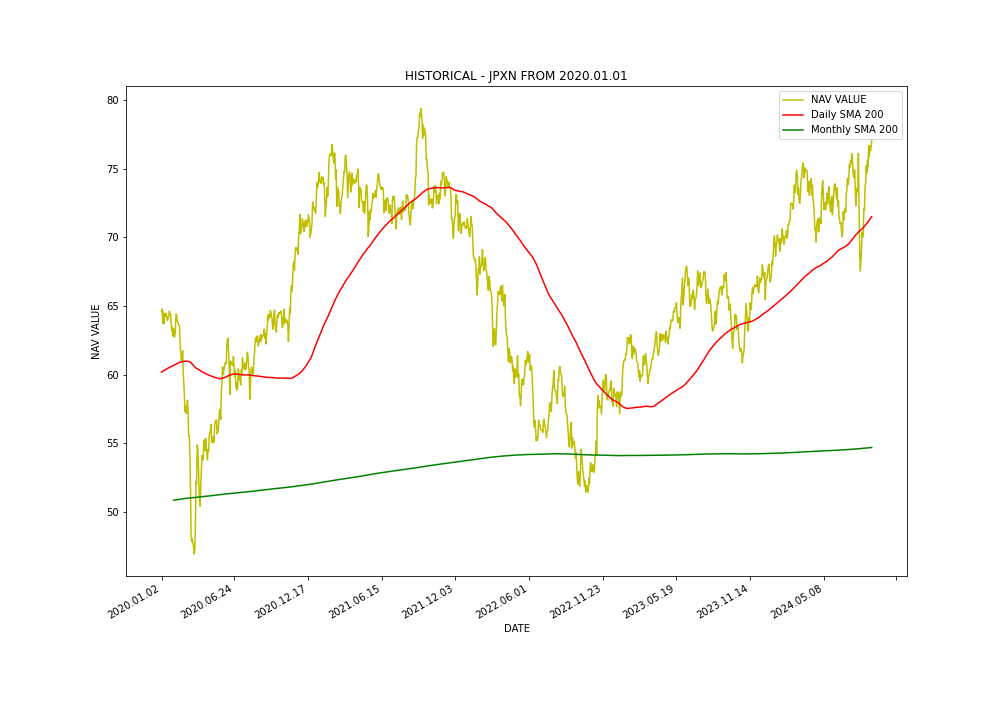 HISTORICAL - JPXN FROM 2020.01.01
NAV VALUE
Daily SMA 200
Monthly SMA 200
80
75
70
65
60
55
50
NAV VALUE
2020.01.02
2020.06.24
2020.12.17
2021.06.15
2021.12.03
2022.06.01
2022.11.23
2023.05.19
2023.11.14
2024.05.08
DATE